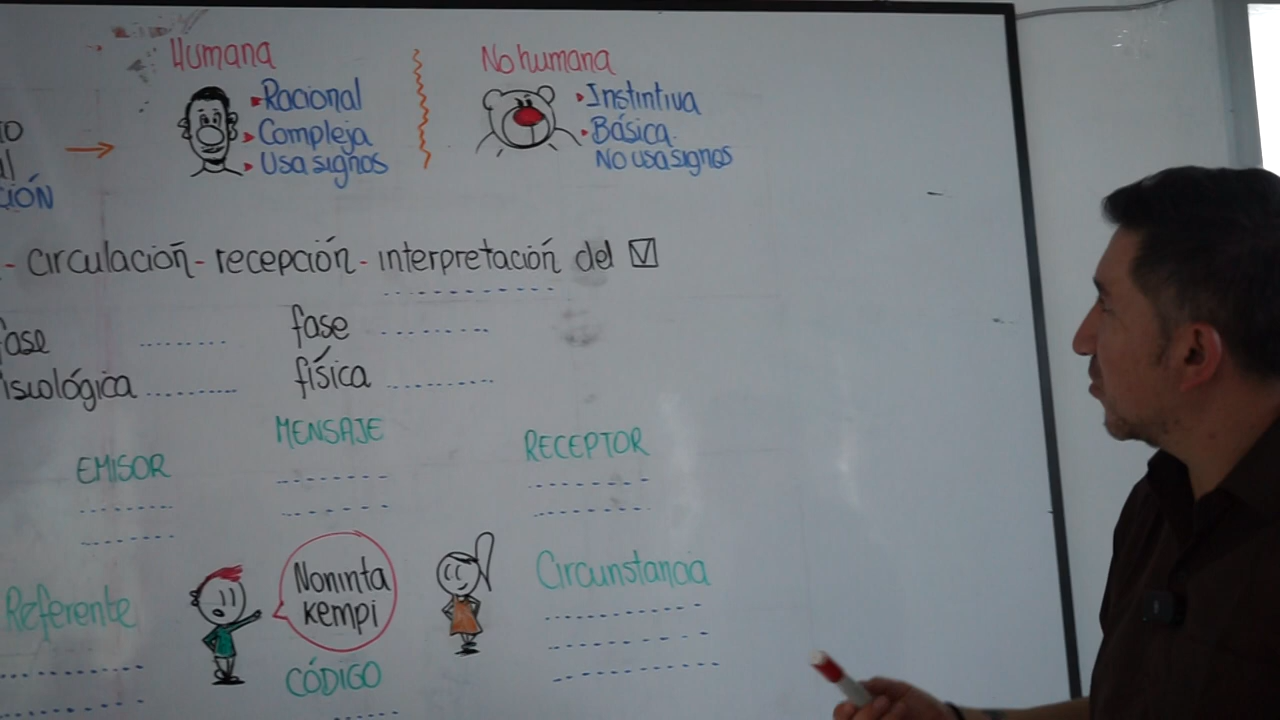 Humana
Racional
Compleja
Usa signos
No humana
Instintiva
Básica
No usa signos
CIÓN
- circulación - recepción - interpretación del
fase
fisiológica
fase
física
MENSAJE
EMISOR
RECEPTOR
Referente
Noninta
kempi
CÓDIGO
Circunstancia